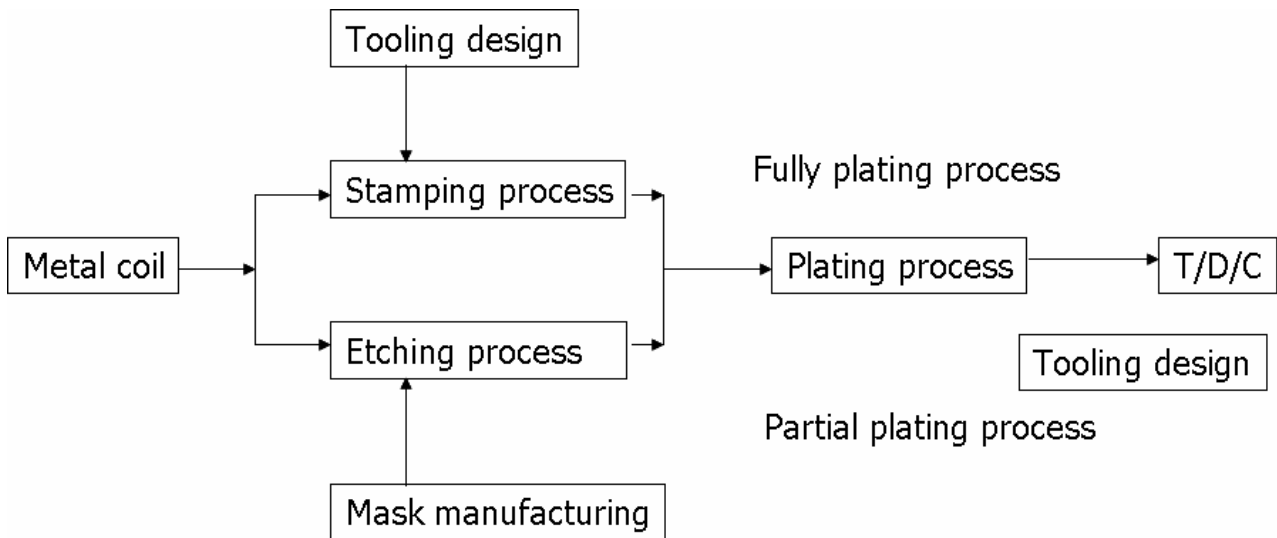 Tooling design
Fully plating process
Stamping process
Metal coil
Plating process
T/D/C
Etching process
Tooling design
Partial plating process
Mask manufacturing